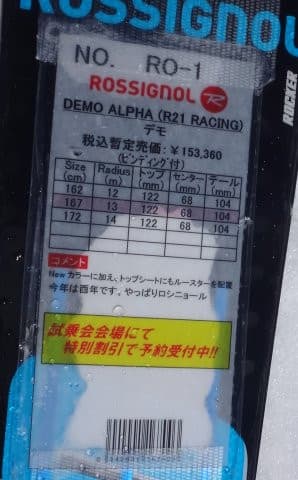 ROSSIGNOL
ROCKER
NO. RO-1
ROSSIGNOL R
DEMO ALPHA (R21 RACING)
デモ
税込暫定売価：￥153,360
(ビンディング付)
Size (cm) Radius (m) トップ (mm) センター (mm) テール (mm)
162 12 122 68 104
167 13 122 68 104
172 14 122 68 104
コメント
Newカラーに加え、トップシートにもルースターを配置
今年は酉年です。やっぱりロシニョール
試乗会会場にて
特別割引で予約受付中!!